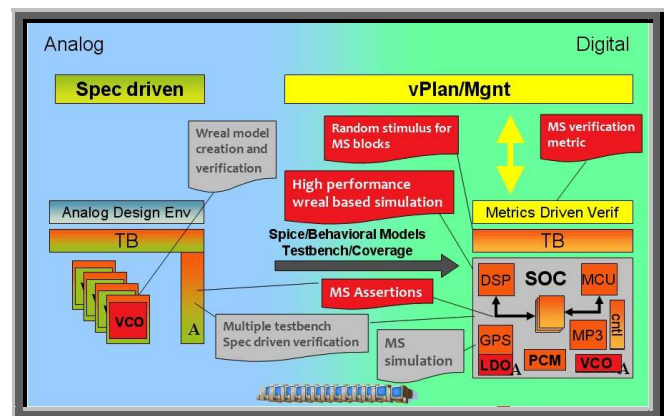 Analog
Digital
Spec driven
vPlan/Mgnt
Wreal model
creation and
verification
Random stimulus for
MS blocks
MS verification
metric
High performance
wreal based simulation
Analog Design Env
Metrics Driven Verif
TB
TB
Spice/Behavioral Models
Testbench/Coverage
DSP
SOC
MCU
MS Assertions
VCO
A
Multiple testbench
Spec driven verification
MS
simulation
GPS
MP3
cntl
LDO
A
PCM
VCO
A